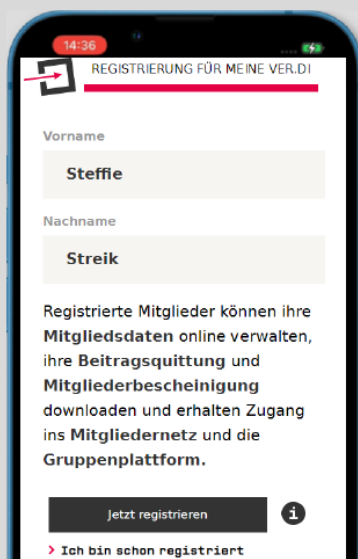 14:36
REGISTRIERUNG FÜR MEINE VER.DI
Vorname
Steffie
Nachname
Streik
Registrierte Mitglieder können ihre
Mitgliedsdaten online verwalten,
ihre Beitragsquittung und
Mitgliederbescheinigung
downloaden und erhalten Zugang
ins Mitgliedernetz und die
Gruppenplattform.
Jetzt registrieren
i
> Ich bin schon registriert